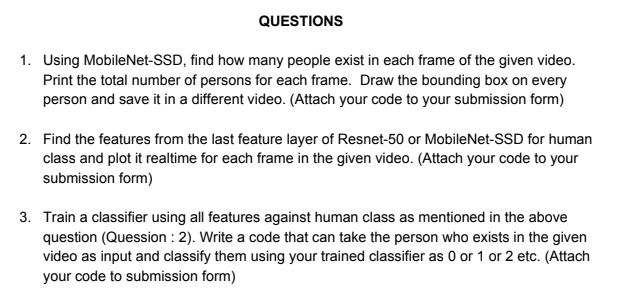 QUESTIONS
1. Using MobileNet-SSD, find how many people exist in each frame of the given video.
Print the total number of persons for each frame. Draw the bounding box on every
person and save it in a different video. (Attach your code to your submission form)
2. Find the features from the last feature layer of Resnet-50 or MobileNet-SSD for human
class and plot it realtime for each frame in the given video. (Attach your code to your
submission form)
3. Train a classifier using all features against human class as mentioned in the above
question (Quession : 2). Write a code that can take the person who exists in the given
video as input and classify them using your trained classifier as 0 or 1 or 2 etc. (Attach
your code to submission form)